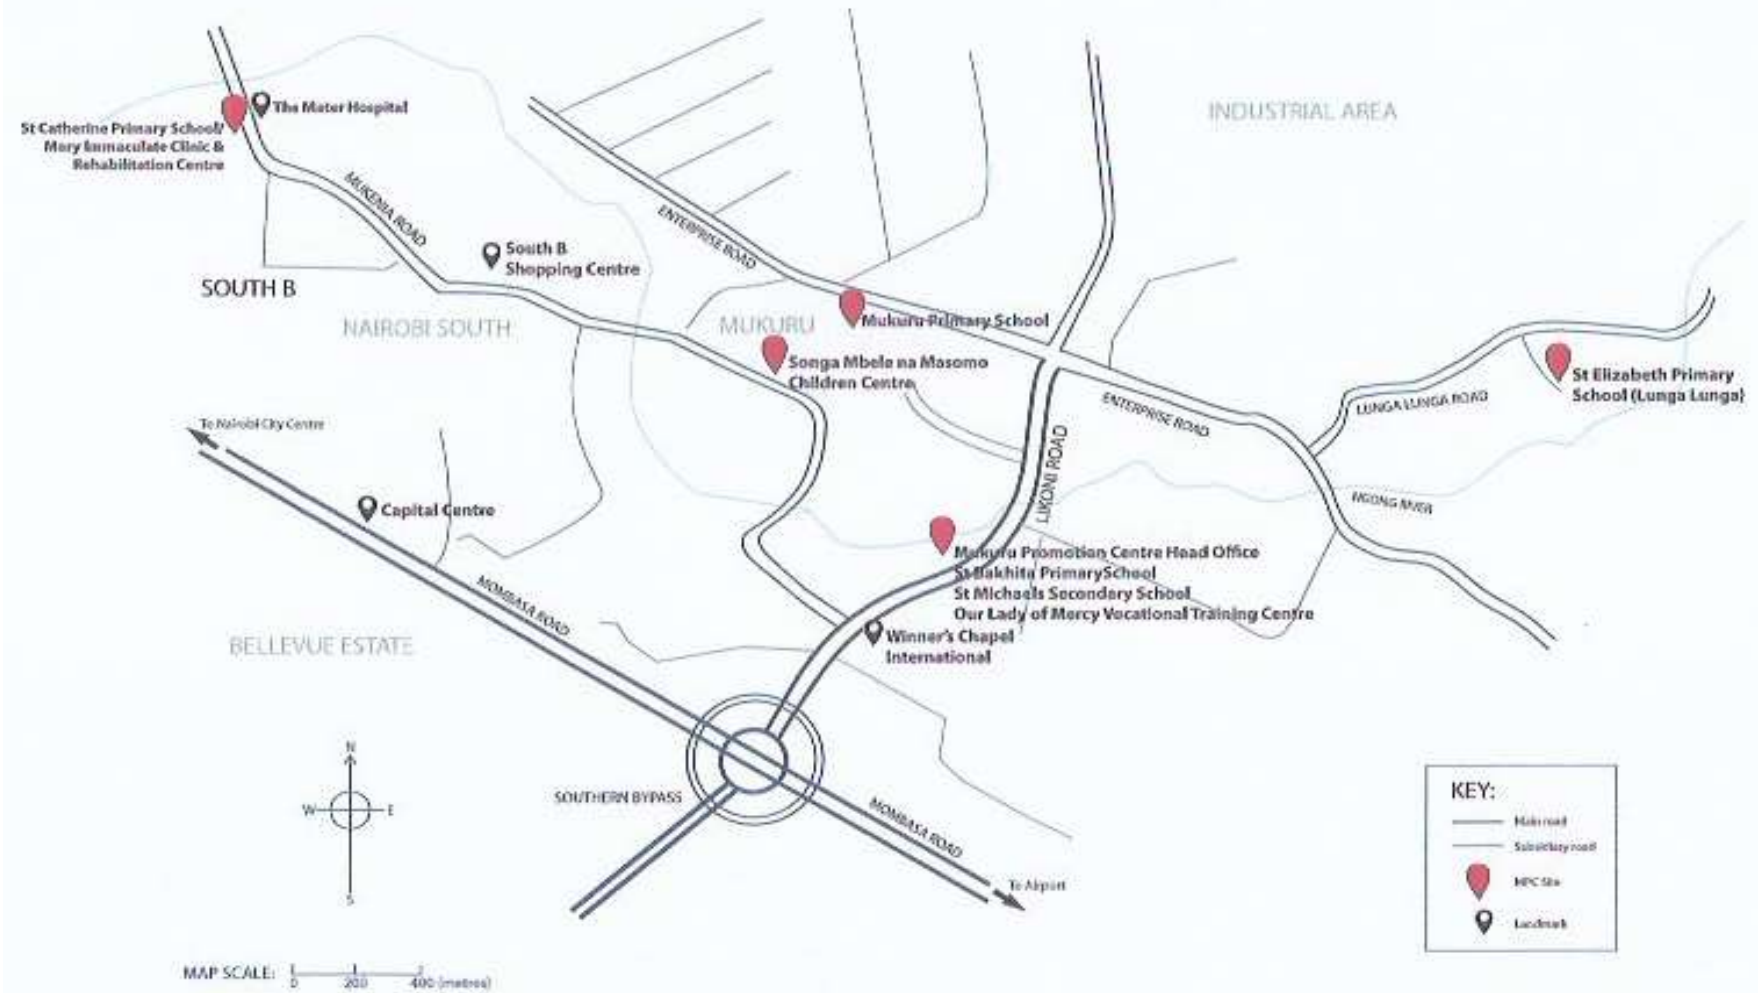 INDUSTRIAL AREA
The Mater Hospital
St Catherine Primary School/
Mary Immaculate Clinic &
Rehabilitation Centre
MUKENIA ROAD
ENTERPRISE ROAD
South B
Shopping Centre
SOUTH B
NAIROBI SOUTH
MUKURU
Mukuru Primary School
Songa Mbele na Masomo
Children Centre
ENTERPRISE ROAD
LUNGA LUNGA ROAD
St Elizabeth Primary
School (Lunga Lunga)
To Nairobi City Centre
LIKONI ROAD
NGONG RIVER
Capital Centre
Mukuru Promotion Centre Head Office
St Bakhita PrimarySchool
St Michaels Secondary School
Our Lady of Mercy Vocational Training Centre
MOMBASA ROAD
Winner's Chapel
International
BELLEVUE ESTATE
N
W
E
S
SOUTHERN BYPASS
MOMBASA ROAD
To Airport
KEY:
Main road
Subsidiary road
MPC Site
Landmark
MAP SCALE:
0 200 400 (metres)